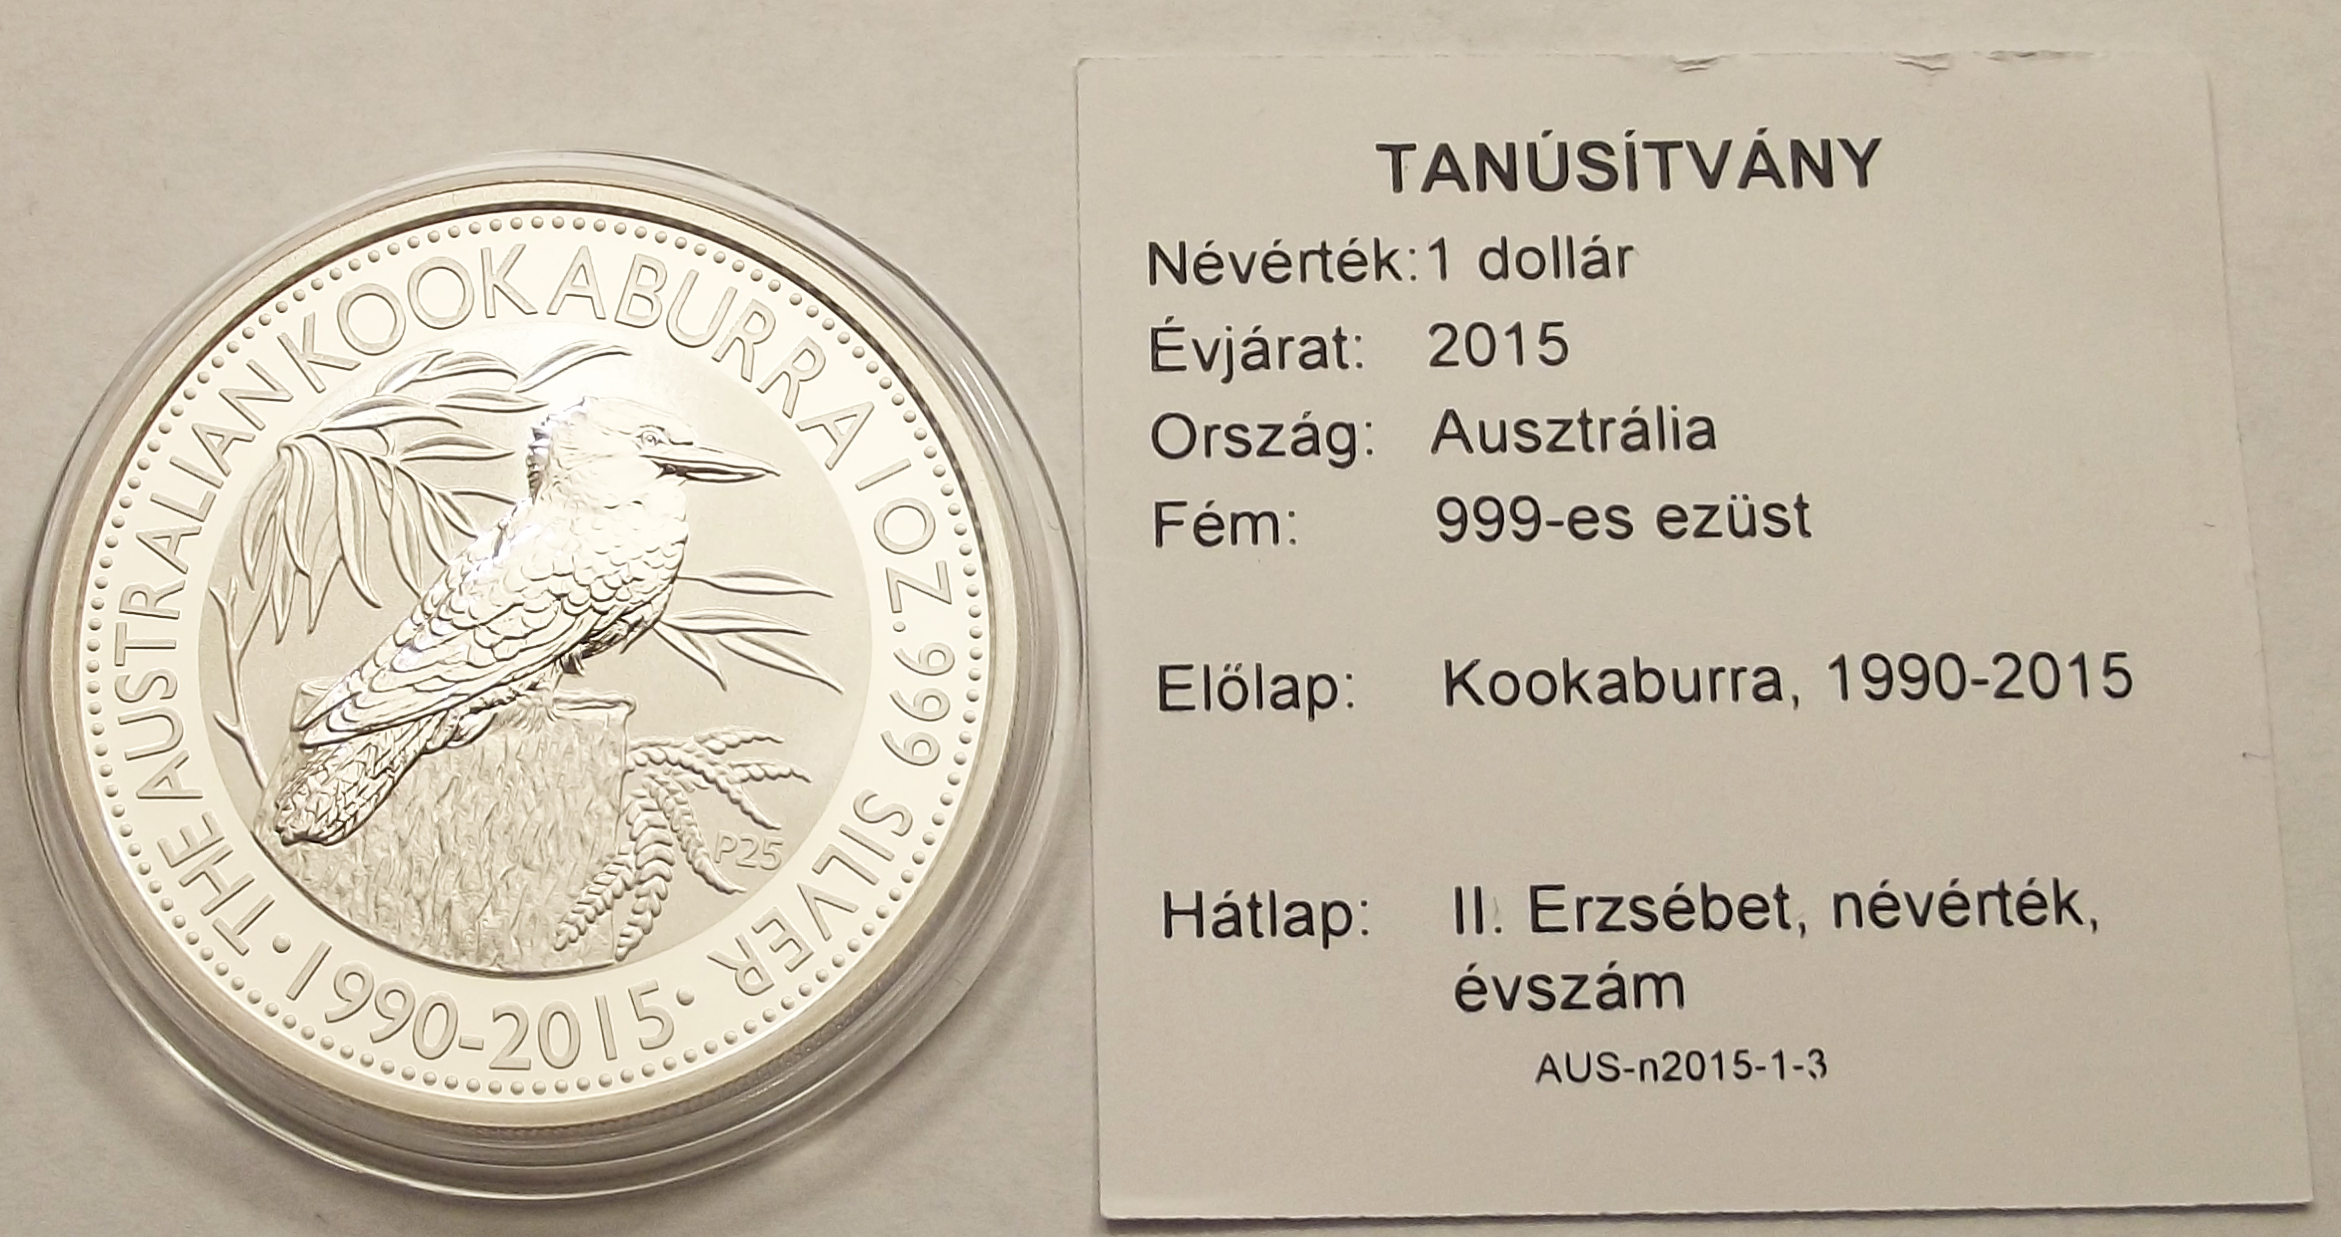 THE AUSTRALIAN KOOKABURRA 1 OZ. 999 SILVER
• 1990-2015 •
P25
TANÚSÍTVÁNY
Névérték: 1 dollár
Évjárat: 2015
Ország: Ausztrália
Fém: 999-es ezüst
Előlap: Kookaburra, 1990-2015
Hátlap: II. Erzsébet, névérték,
évszám
AUS-n2015-1-3